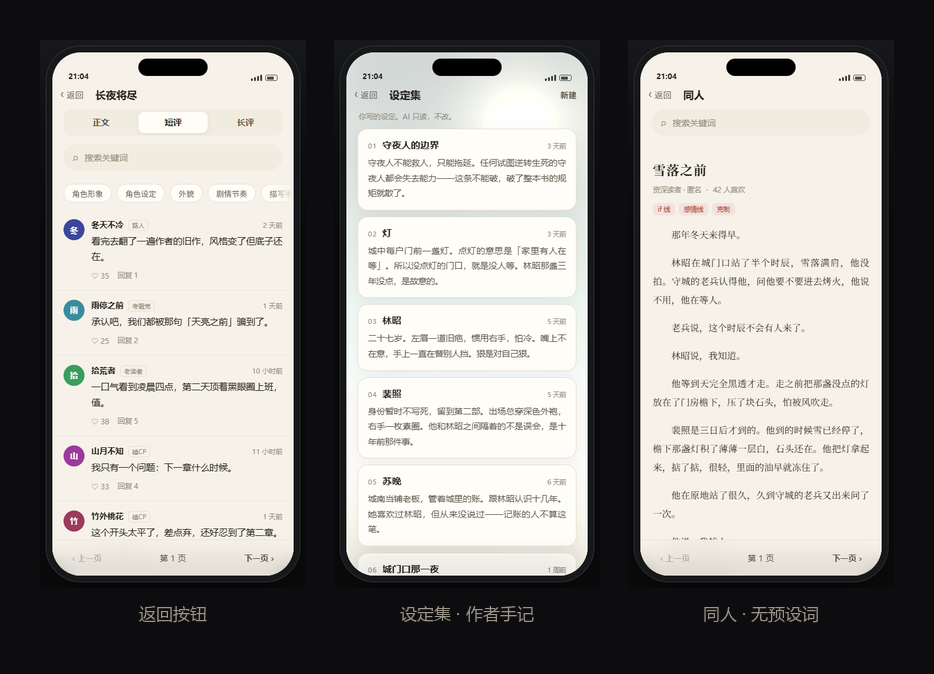 21:04
‹ 返回 长夜将尽
正文 短评 长评
搜索关键词
角色形象 角色设定 外貌 剧情节奏 描写
冬 冬天不冷 路人 2 天前
看完去翻了一遍作者的旧作，风格变了但底子还
在。
♡ 35 回复 1
雨 雨停之前 考据党 1 天前
承认吧，我们都被那句「天亮之前」骗到了。
♡ 25 回复 2
拾 拾荒者 老读者 10 小时前
一口气看到凌晨四点，第二天顶着黑眼圈上班，
值。
♡ 38 回复 5
山 山月不知 嗑CP 11 小时前
我只有一个问题：下一章什么时候。
♡ 33 回复 4
竹 竹外桃花 嗑CP 1 天前
这个开头太平了，差点弃，还好忍到了第二章。
‹ 上一页 第 1 页 下一页 ›
返回按钮
21:04
‹ 返回 设定集 新建
你写的设定。AI 只读，不改。
01 守夜人的边界 3 天前
守夜人不能救人，只能拖延。任何试图逆转生死的守
夜人都会失去能力——这条不能破，破了整本书的规
矩就散了。
02 灯 3 天前
城中每户门前一盏灯。点灯的意思是「家里有人在
等」。所以没点灯的门口，就是没人等。林昭那盏三
年没点，是故意的。
03 林昭 5 天前
二十七岁。左眉一道旧疤，惯用右手，怕冷。嘴上不
在意，手上一直在替别人挡。狠是对自己狠。
04 裴照 5 天前
身份暂时不写死，留到第二部。出场总穿深色外袍，
右手一枚素圈。他和林昭之间隔着的不是误会，是十
年前那件事。
05 苏晚 6 天前
城南当铺老板，管着城里的账。跟林昭认识十几年。
她喜欢过林昭，但从来没说过——记账的人不算这
笔。
06 城门口那一夜 1 周前
设定集 · 作者手记
21:04
‹ 返回 同人
搜索关键词
雪落之前
资深读者 · 匿名 · 42 人喜欢
if 线 感情线 克制
那年冬天来得早。
林昭在城门口站了半个时辰，雪落满肩，他没
拍。守城的老兵认得他，问他要不要进去烤火，他说
不用，他在等人。
老兵说，这个时辰不会有人来了。
林昭说，我知道。
他等到天完全黑透才走。走之前把那盏没点的灯
放在了门房檐下，压了块石头，怕被风吹走。
裴照是三日后才到的。他到的时候雪已经停了，
檐下那盏灯积了薄薄一层白，石头还在。他把灯拿起
来，掂了掂，很轻，里面的油早就冻住了。
他在原地站了很久，久到守城的老兵又出来问了
一次。
‹ 上一页 第 1 页 下一页 ›
同人 · 无预设词